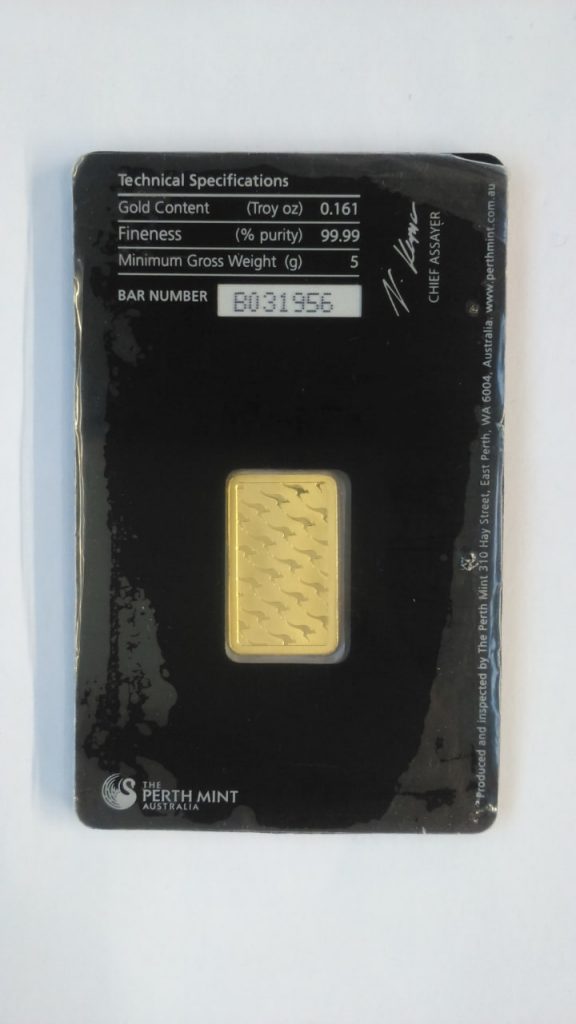 Technical Specifications
Gold Content (Troy oz) 0.161
Fineness (% purity) 99.99
Minimum Gross Weight (g) 5
BAR NUMBER B031956
CHIEF ASSAYER
Produced and inspected by The Perth Mint 310 Hay Street, East Perth, WA 6004, Australia. www.perthmint.com.au
THE
PERTH MINT
AUSTRALIA